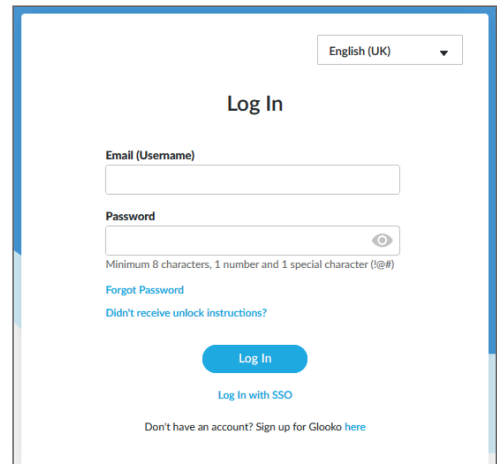 English (UK)
Log In
Email (Username)
Password
Minimum 8 characters, 1 number and 1 special character (!@#)
Forgot Password
Didn't receive unlock instructions?
Log In
Log In with SSO
Don't have an account? Sign up for Glooko here